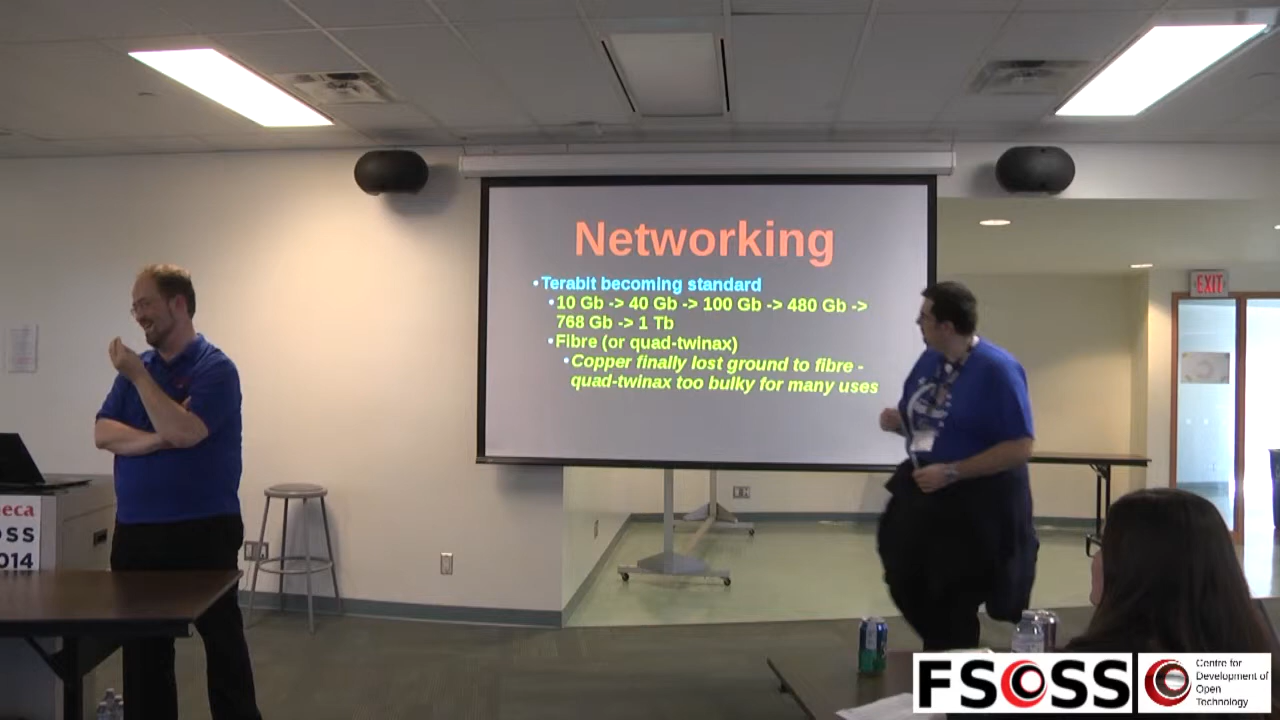 Networking
•Terabit becoming standard
•10 Gb -> 40 Gb -> 100 Gb -> 480 Gb ->
768 Gb -> 1 Tb
•Fibre (or quad-twinax)
•Copper finally lost ground to fibre -
quad-twinax too bulky for many uses
EXIT
eca
OSS
014
FSOSS
Centre for
Development of
Open
Technology